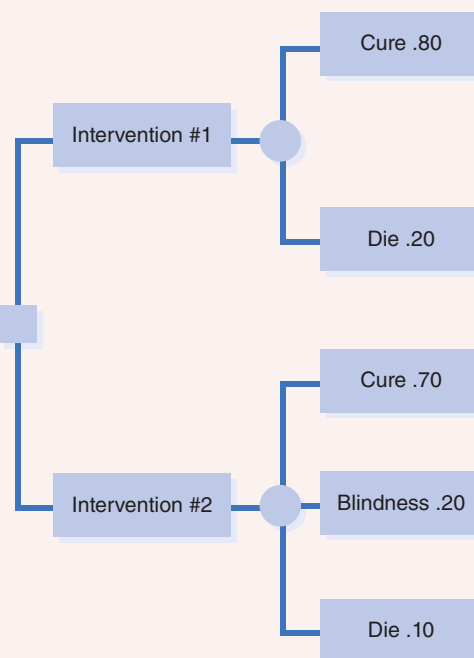 Cure .80
Intervention #1
Die .20
Cure .70
Intervention #2
Blindness .20
Die .10